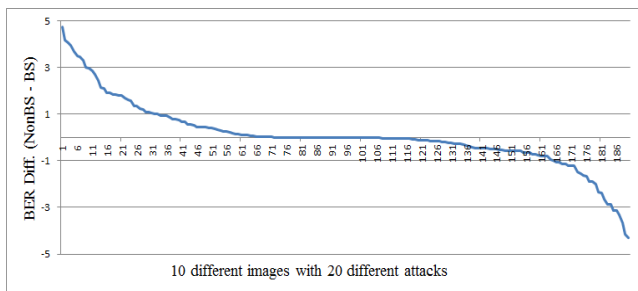 5
3
1
-1
-3
-5
BER Diff. (NonBS - BS)
1 6 11 16 21 26 31 36 41 46 51 56 61 66 71 76 81 86 91 96 101 106 111 116 121 126 131 136 141 146 151 156 161 166 171 176 181 186
10 different images with 20 different attacks